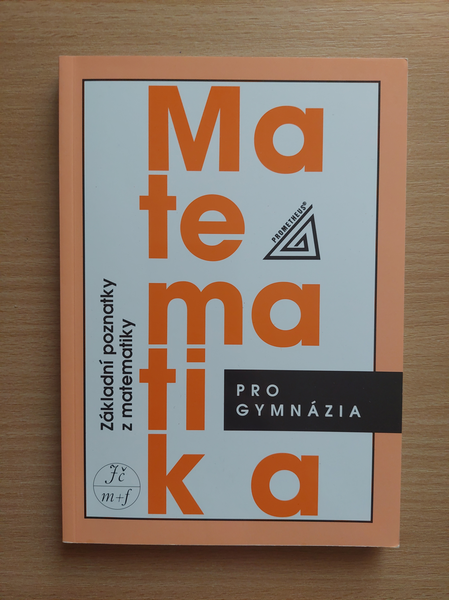 Ma
te
ma
ti
ka
PROMETHEUS®
Základní poznatky
z matematiky
PRO
GYMNÁZIA
Jč
m+f